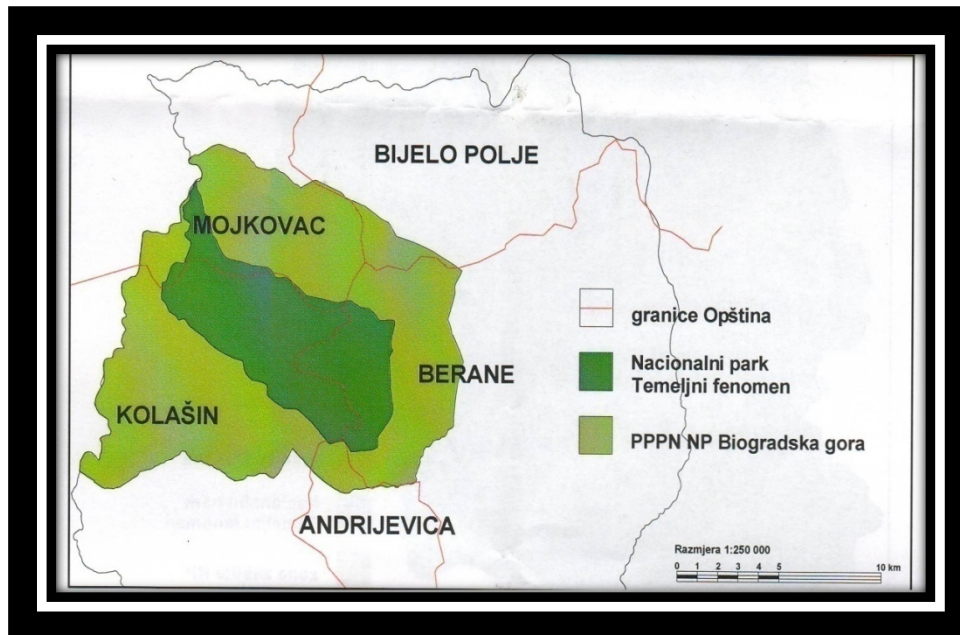 BIJELO POLJE
MOJKOVAC
BERANE
KOLAŠIN
ANDRIJEVICA
granice Opština
Nacionalni park
Temeljni fenomen
PPPN NP Biogradska gora
Razmjera 1:250 000
0 1 2 3 4 5 10 km